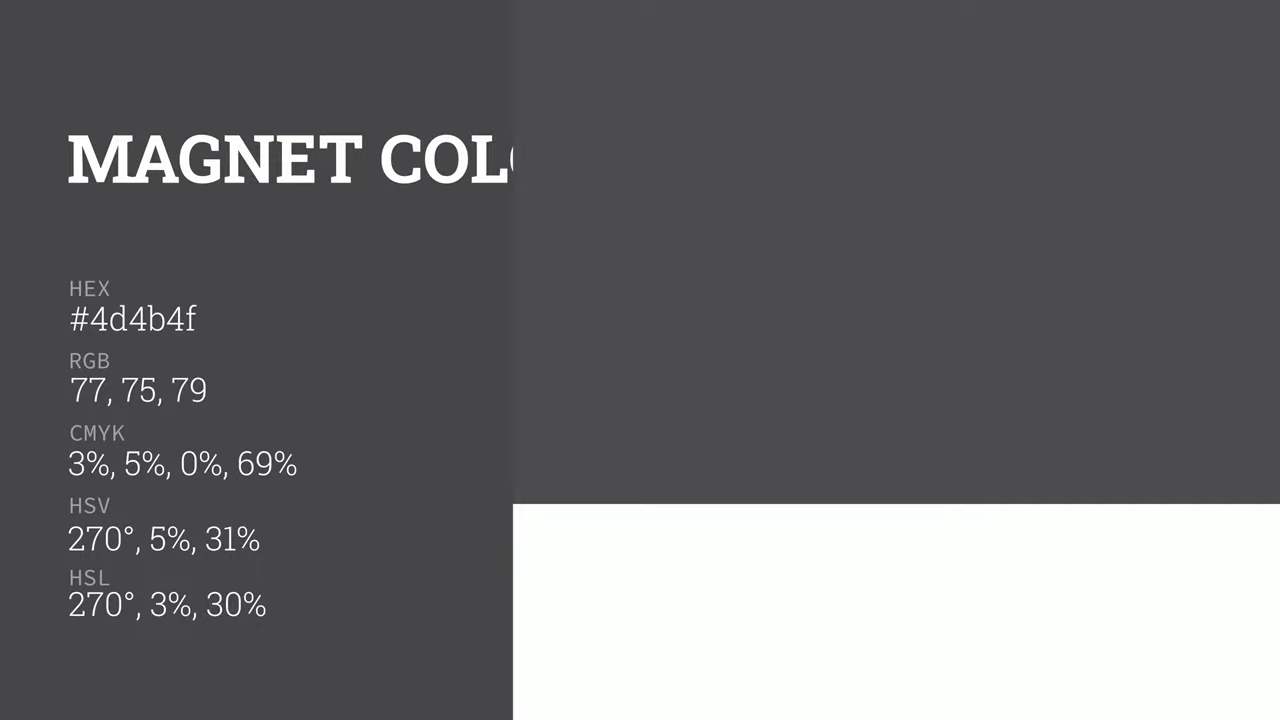 MAGNET COL
HEX
#4d4b4f
RGB
77, 75, 79
CMYK
3%, 5%, 0%, 69%
HSV
270°, 5%, 31%
HSL
270°, 3%, 30%